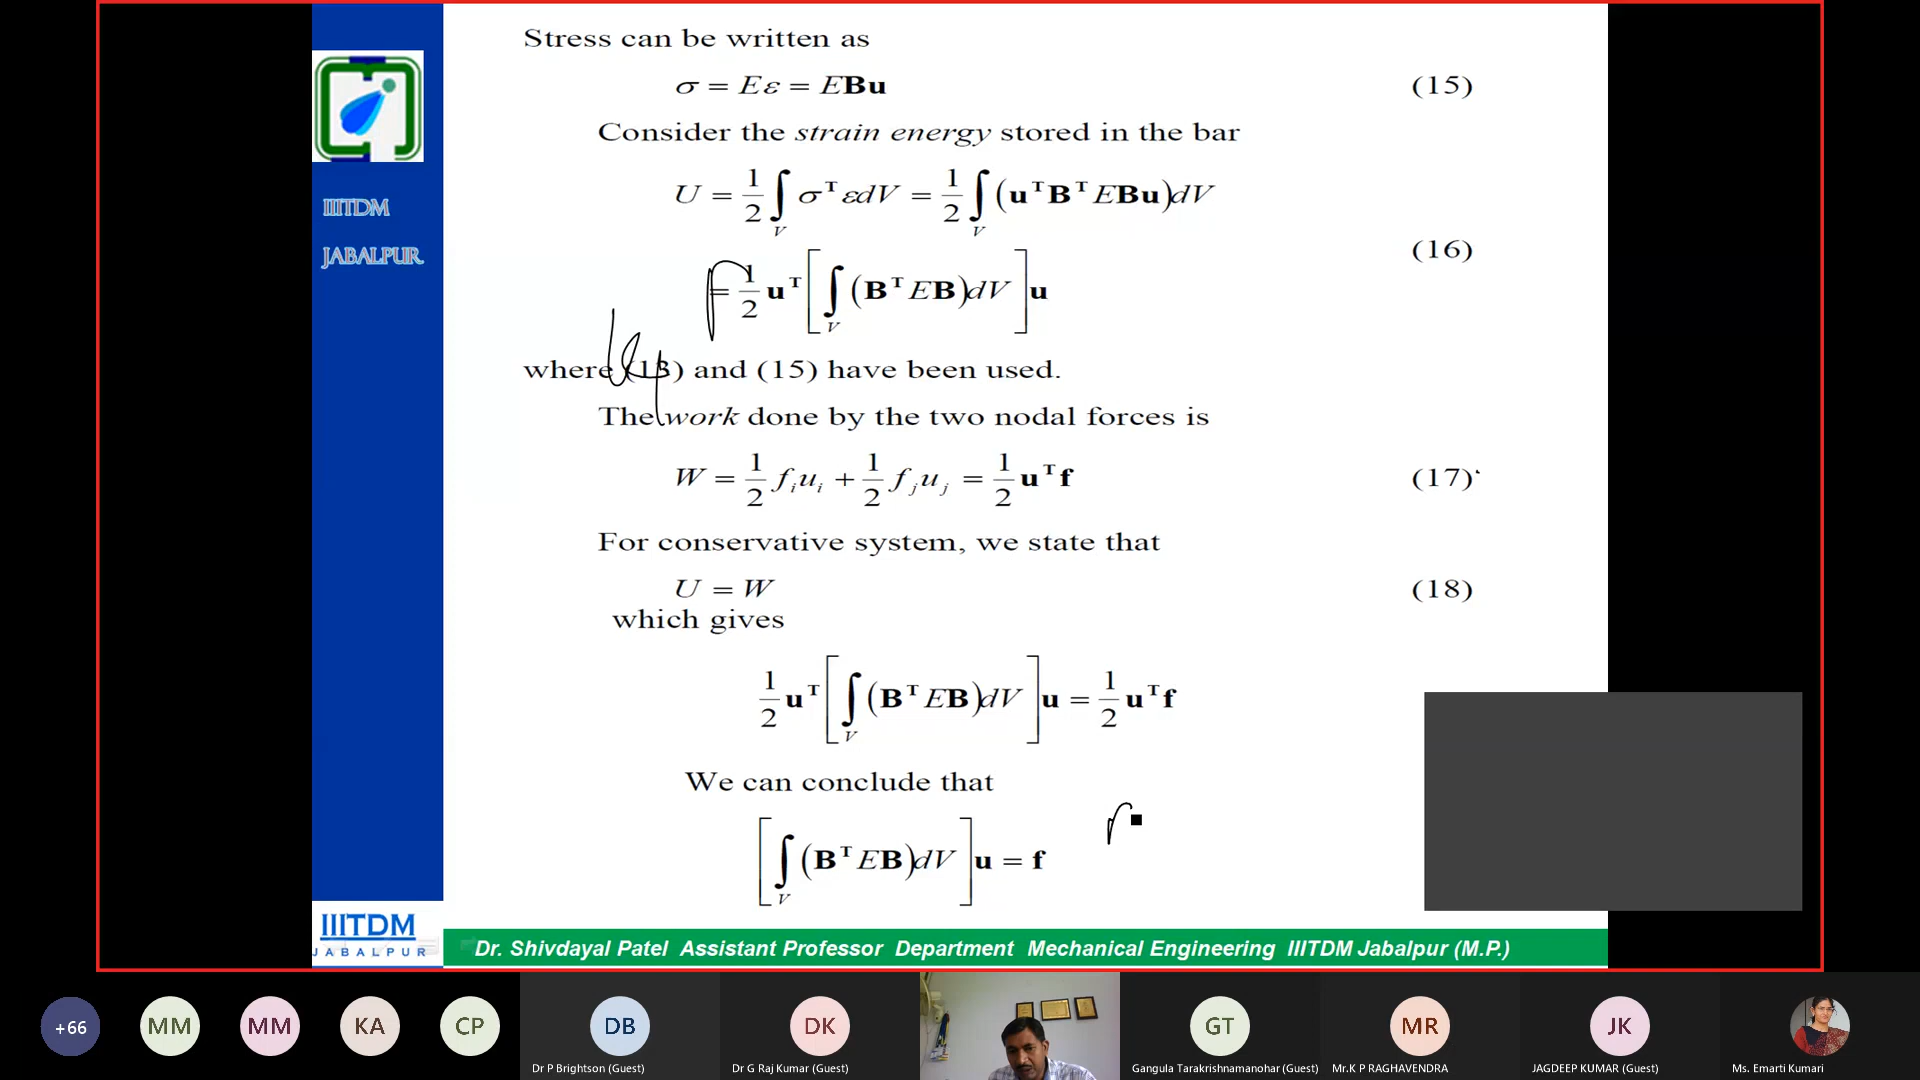 Stress can be written as
σ = Eε = EBu (15)
Consider the strain energy stored in the bar
U = 1/2 ∫_V σ^T ε dV = 1/2 ∫_V (u^T B^T E B u) dV
(16)
= 1/2 u^T [ ∫_V (B^T E B) dV ] u
where (13) and (15) have been used.
The work done by the two nodal forces is
W = 1/2 f_i u_i + 1/2 f_j u_j = 1/2 u^T f (17)
For conservative system, we state that
U = W (18)
which gives
1/2 u^T [ ∫_V (B^T E B) dV ] u = 1/2 u^T f
We can conclude that
[ ∫_V (B^T E B) dV ] u = f
IIITDM
JABALPUR
IIITDM
JABALPUR
Dr. Shivdayal Patel Assistant Professor Department Mechanical Engineering IIITDM Jabalpur (M.P.)
+66
MM
MM
KA
CP
DB
Dr P Brightson (Guest)
DK
Dr G Raj Kumar (Guest)
GT
Gangula Tarakrishnamanohar (Guest)
MR
Mr.K P RAGHAVENDRA
JK
JAGDEEP KUMAR (Guest)
Ms. Emarti Kumari